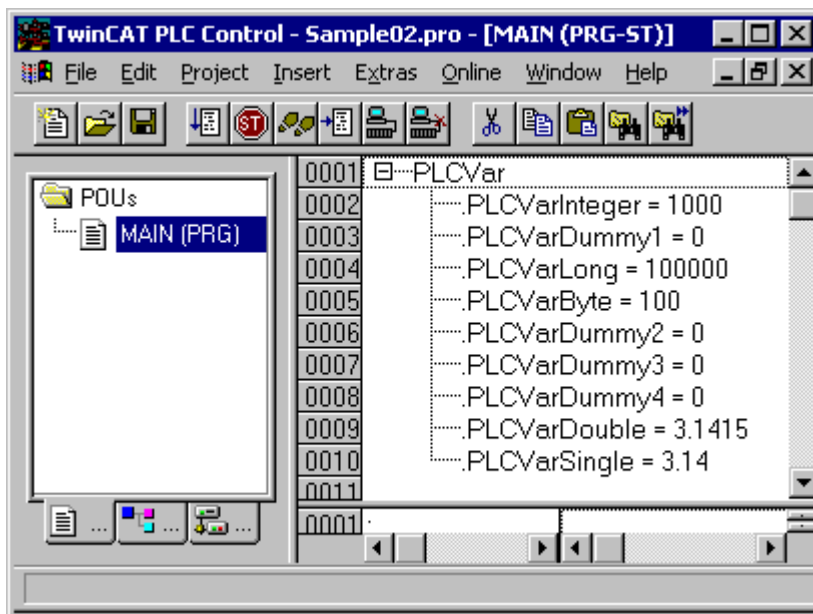 TwinCAT PLC Control - Sample02.pro - [MAIN (PRG-ST)]
File Edit Project Insert Extras Online Window Help
ST
POUs
MAIN (PRG)
0001 PLCVar
0002 .PLCVarInteger = 1000
0003 .PLCVarDummy1 = 0
0004 .PLCVarLong = 100000
0005 .PLCVarByte = 100
0006 .PLCVarDummy2 = 0
0007 .PLCVarDummy3 = 0
0008 .PLCVarDummy4 = 0
0009 .PLCVarDouble = 3.1415
0010 .PLCVarSingle = 3.14
0011
... ... ...
0001 .